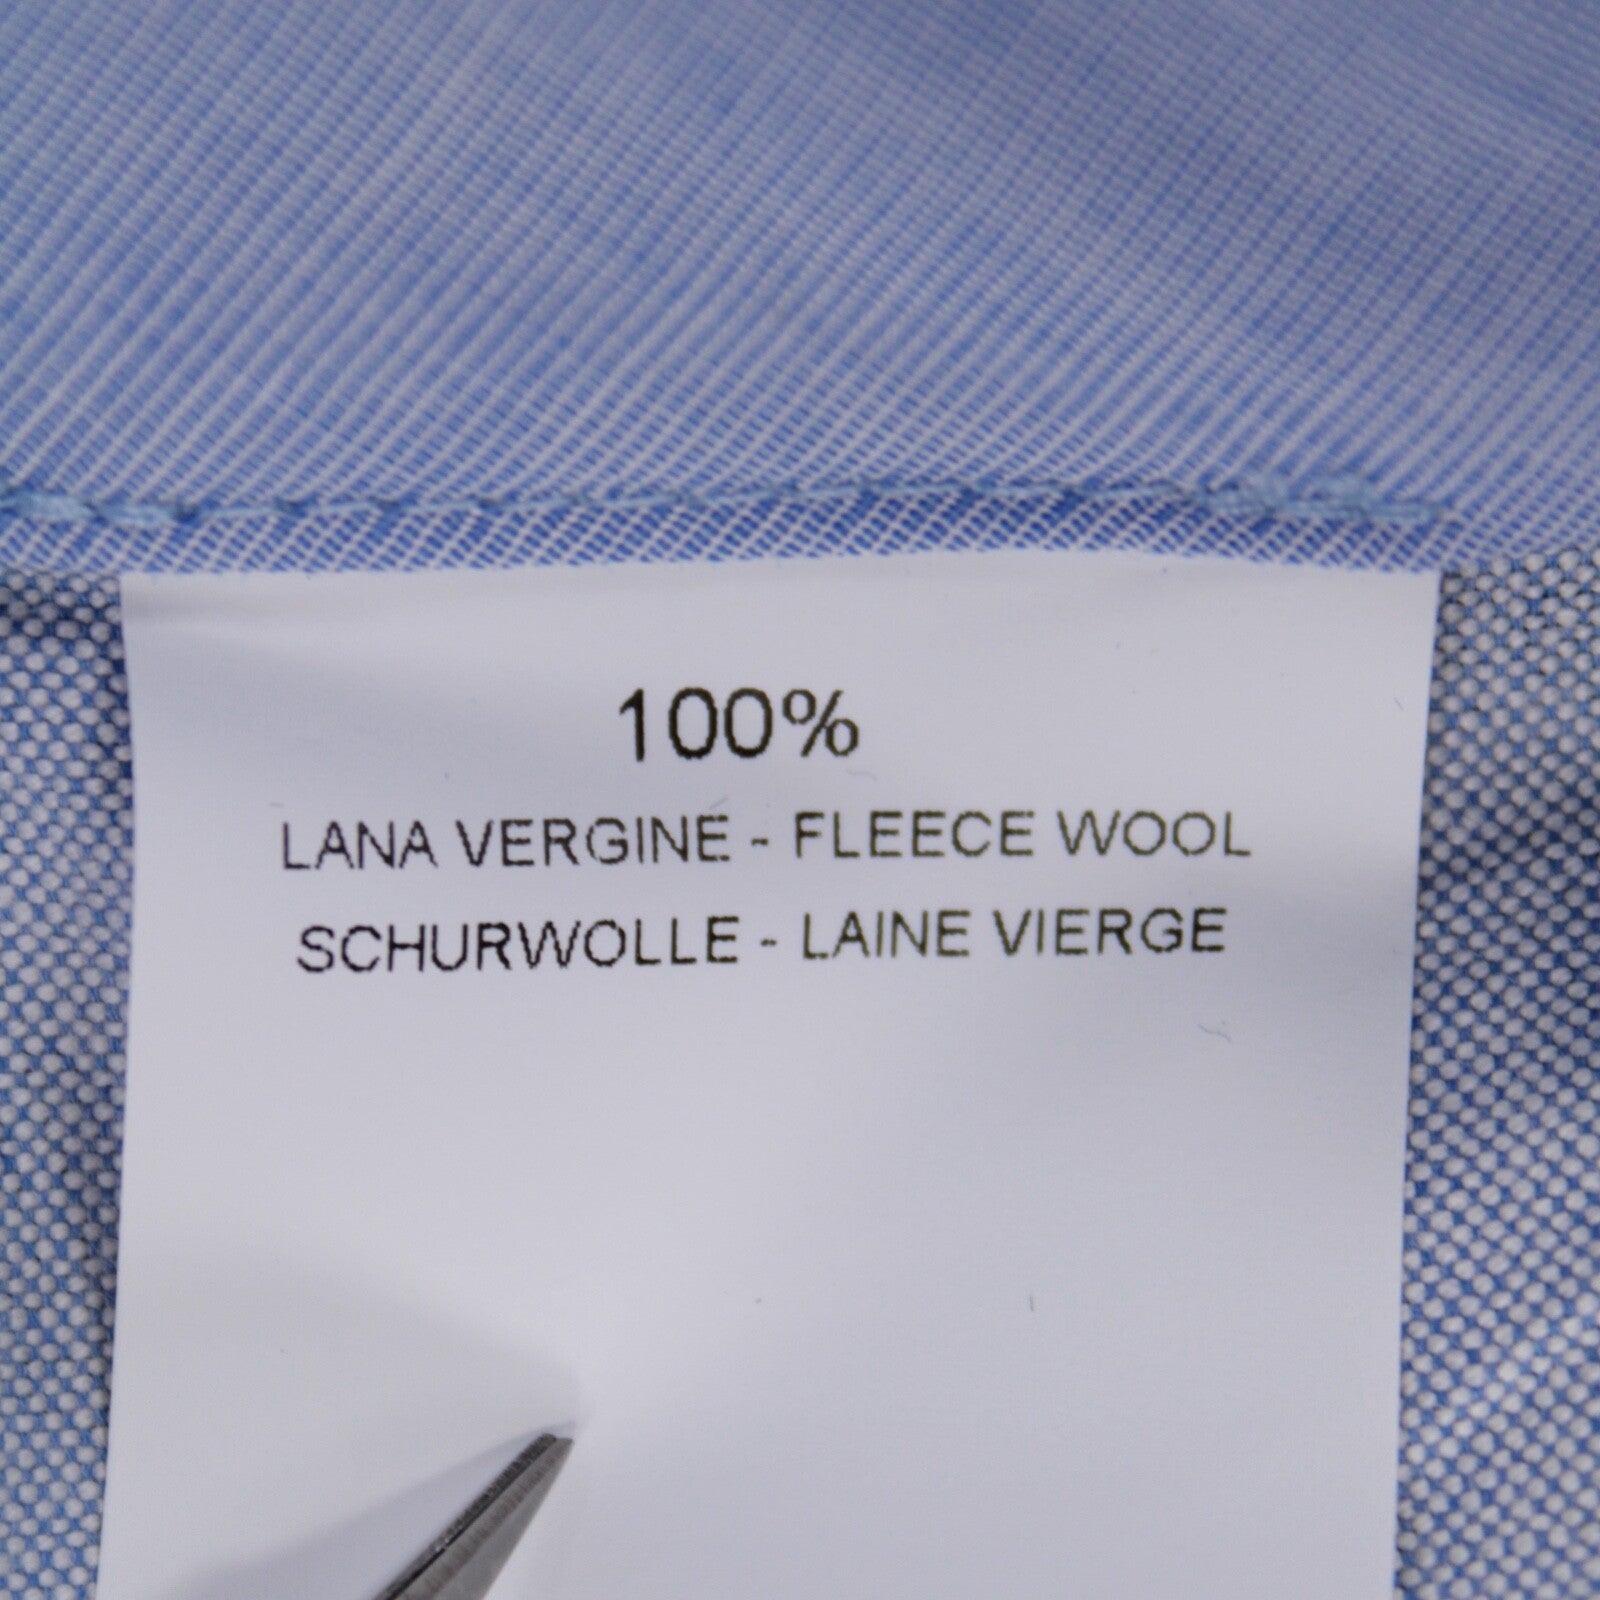 100%
LANA VERGINE - FLEECE WOOL
SCHURWOLLE - LAINE VIERGE